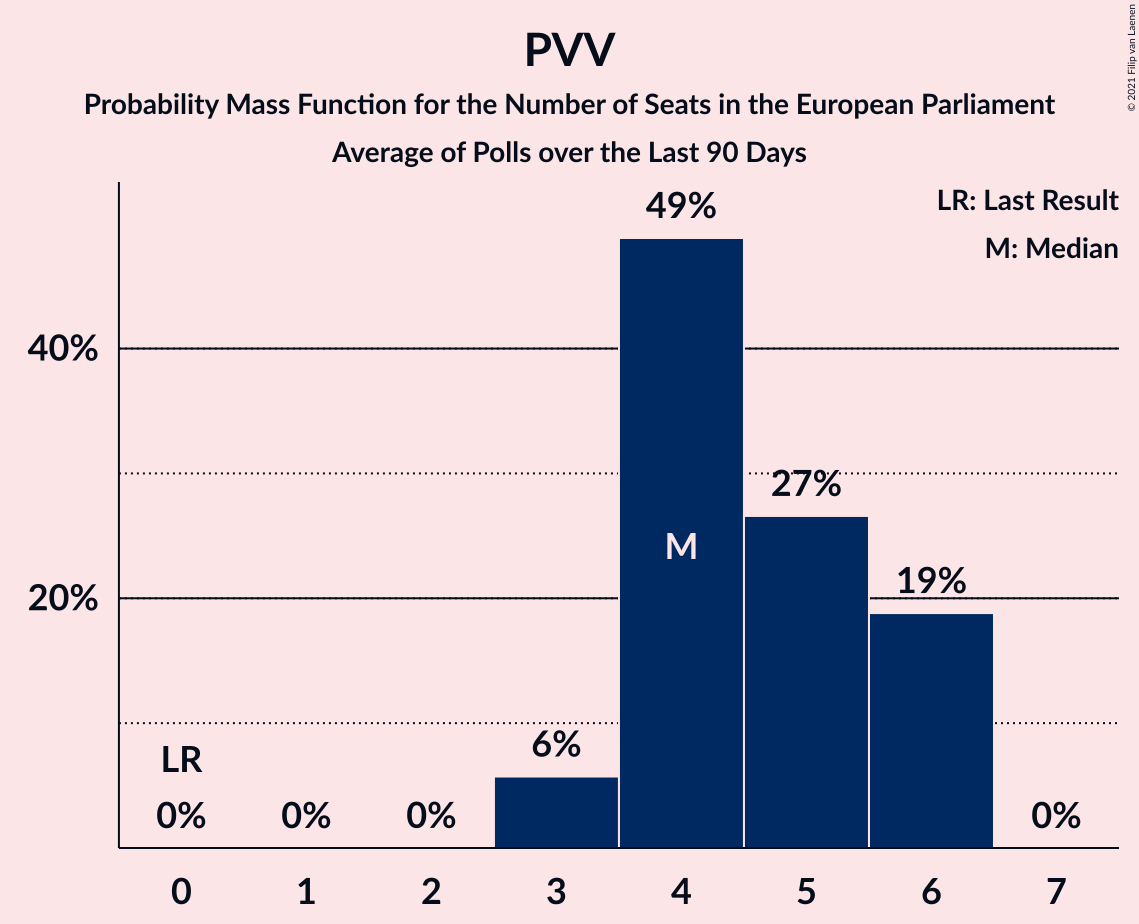 PVV
Probability Mass Function for the Number of Seats in the European Parliament
Average of Polls over the Last 90 Days
© 2021 Filip van Laenen
LR: Last Result
M: Median
49%
40%
27%
M
19%
20%
6%
LR
0% 0% 0% 0%
0 1 2 3 4 5 6 7